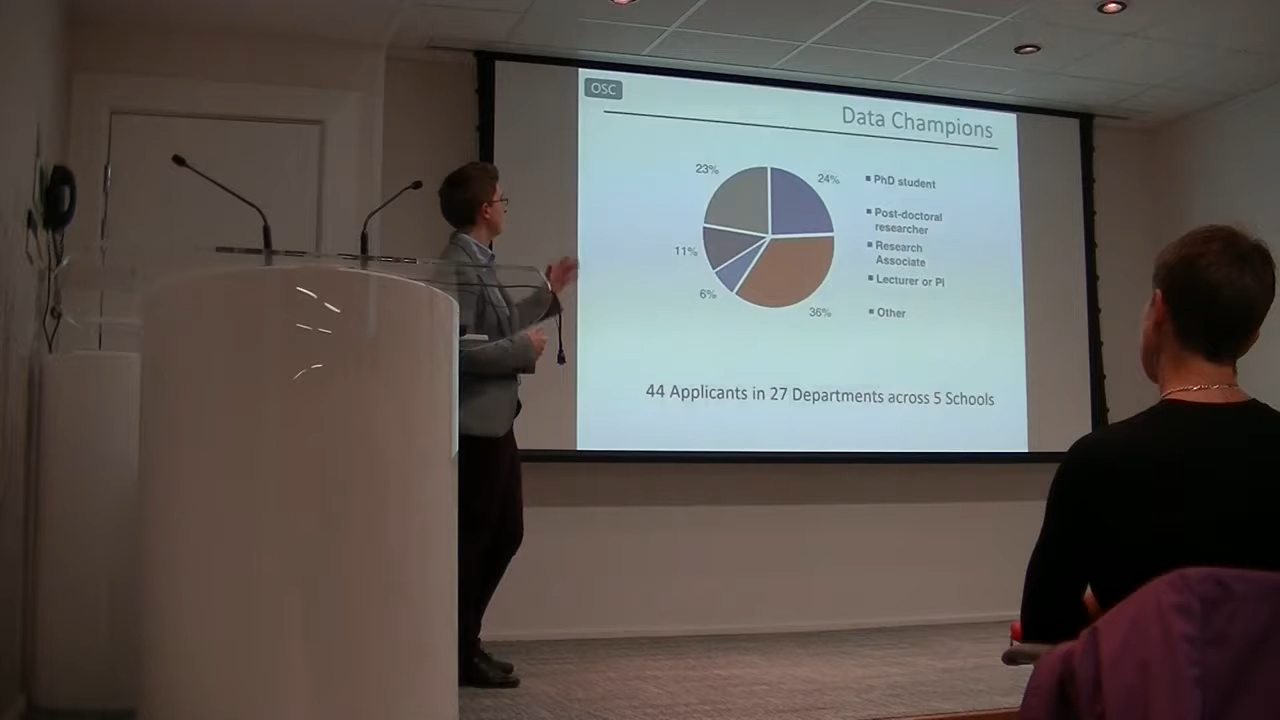 OSC
Data Champions
23%
24%
11%
6%
36%
PhD student
Post-doctoral
researcher
Research
Associate
Lecturer or PI
Other
44 Applicants in 27 Departments across 5 Schools